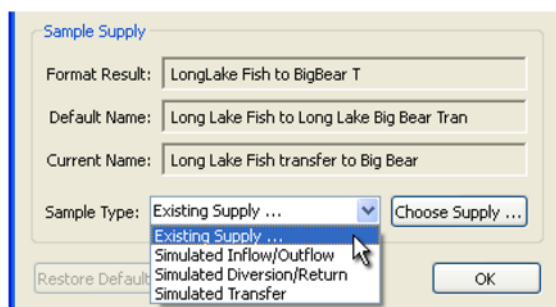 Sample Supply
Format Result: LongLake Fish to BigBear T
Default Name: Long Lake Fish to Long Lake Big Bear Tran
Current Name: Long Lake Fish transfer to Big Bear
Sample Type: Existing Supply ... Choose Supply ...
Existing Supply ...
Simulated Inflow/Outflow
Simulated Diversion/Return
Simulated Transfer
Restore Default OK